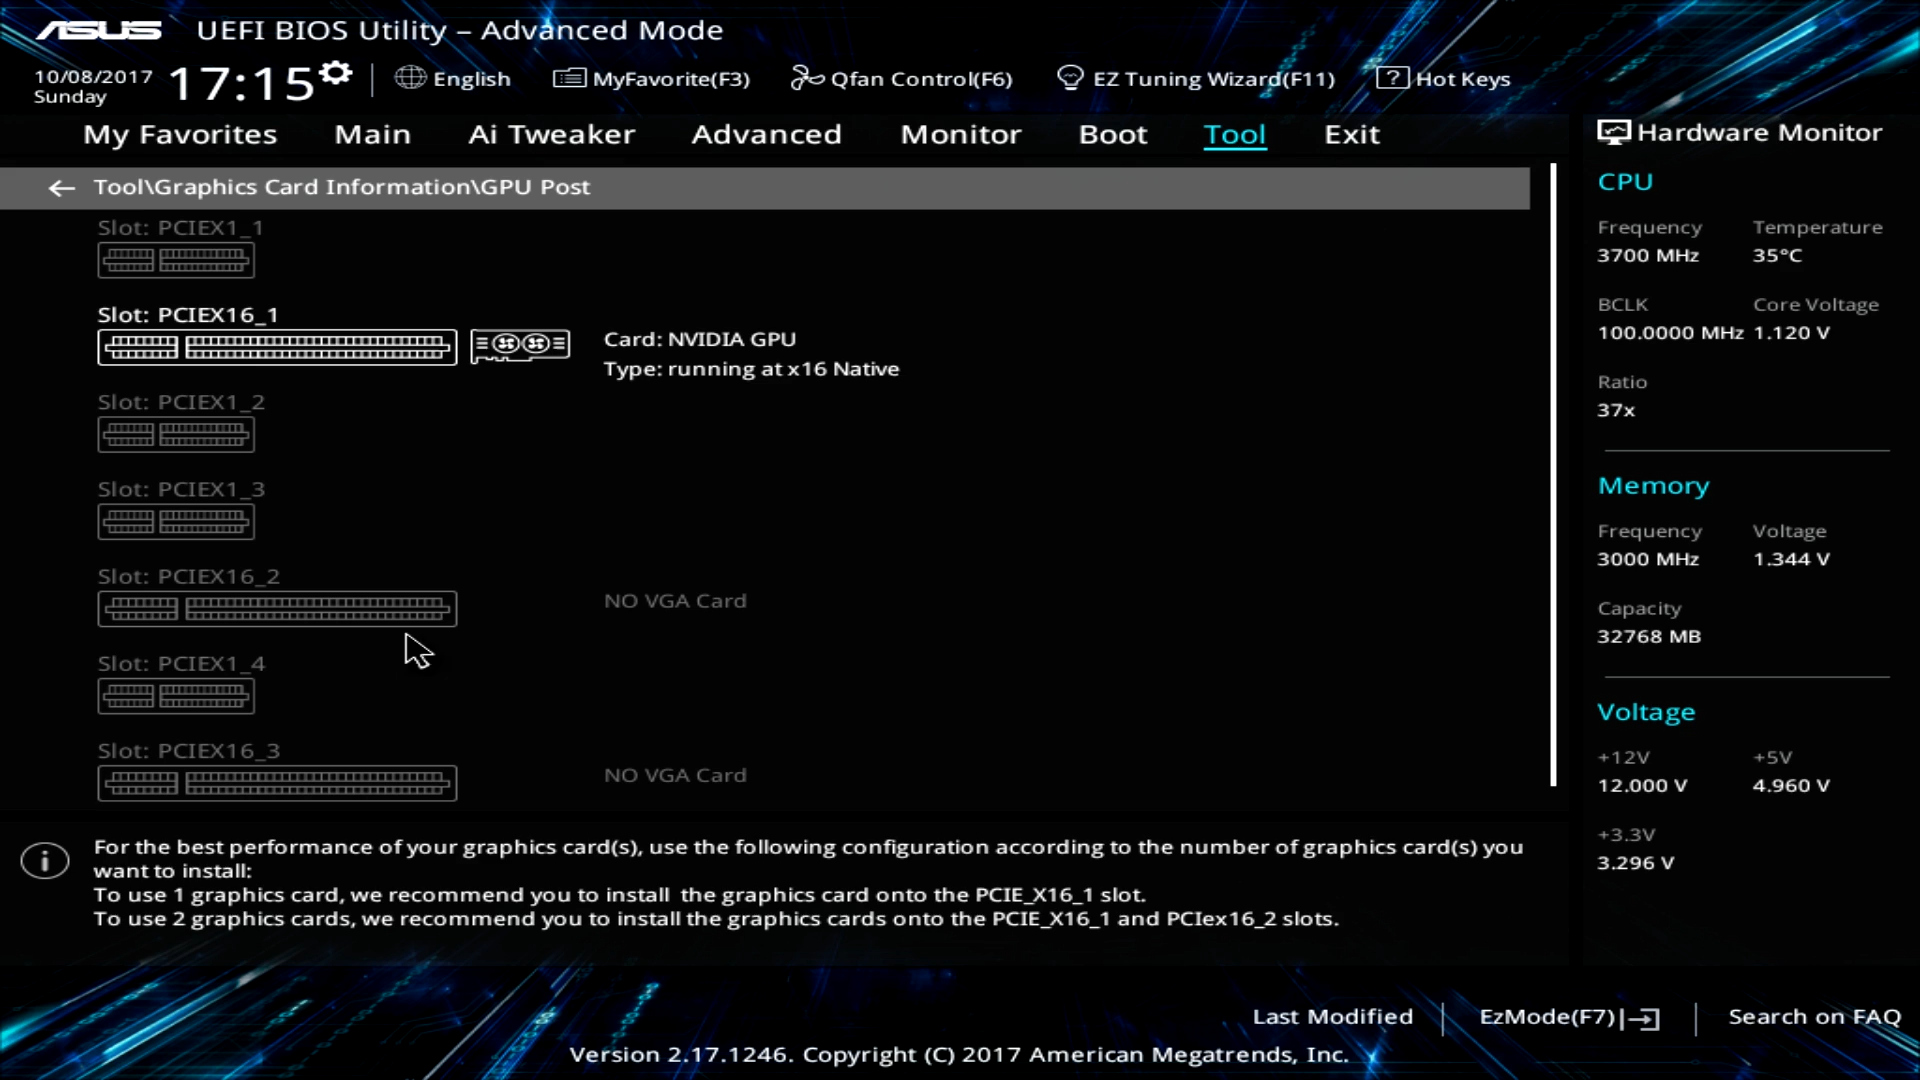 ASUS UEFI BIOS Utility – Advanced Mode
10/08/2017
Sunday
17:15
English
MyFavorite(F3)
Qfan Control(F6)
EZ Tuning Wizard(F11)
? Hot Keys
My Favorites
Main
Ai Tweaker
Advanced
Monitor
Boot
Tool
Exit
Tool\Graphics Card Information\GPU Post
Slot: PCIEX1_1
Slot: PCIEX16_1
Card: NVIDIA GPU
Type: running at x16 Native
Slot: PCIEX1_2
Slot: PCIEX1_3
Slot: PCIEX16_2
NO VGA Card
Slot: PCIEX1_4
Slot: PCIEX16_3
NO VGA Card
For the best performance of your graphics card(s), use the following configuration according to the number of graphics card(s) you
want to install:
To use 1 graphics card, we recommend you to install  the graphics card onto the PCIE_X16_1 slot.
To use 2 graphics cards, we recommend you to install the graphics cards onto the PCIE_X16_1 and PCIex16_2 slots.
Hardware Monitor
CPU
Frequency Temperature
3700 MHz 35°C
BCLK Core Voltage
100.0000 MHz 1.120 V
Ratio
37x
Memory
Frequency Voltage
3000 MHz 1.344 V
Capacity
32768 MB
Voltage
+12V +5V
12.000 V 4.960 V
+3.3V
3.296 V
Last Modified
EzMode(F7)
Search on FAQ
Version 2.17.1246. Copyright (C) 2017 American Megatrends, Inc.